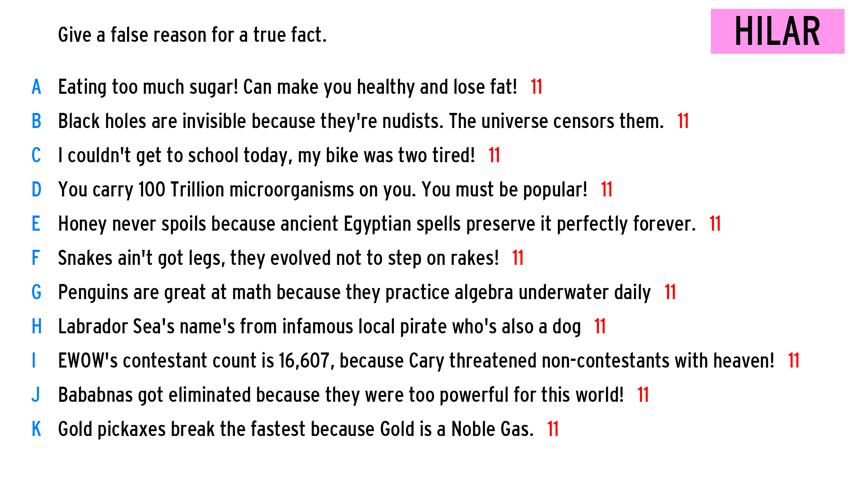 Give a false reason for a true fact.
HILAR
A Eating too much sugar! Can make you healthy and lose fat! 11
B Black holes are invisible because they're nudists. The universe censors them. 11
C I couldn't get to school today, my bike was two tired! 11
D You carry 100 Trillion microorganisms on you. You must be popular! 11
E Honey never spoils because ancient Egyptian spells preserve it perfectly forever. 11
F Snakes ain't got legs, they evolved not to step on rakes! 11
G Penguins are great at math because they practice algebra underwater daily 11
H Labrador Sea's name's from infamous local pirate who's also a dog 11
I EWOW's contestant count is 16,607, because Cary threatened non-contestants with heaven! 11
J Bababnas got eliminated because they were too powerful for this world! 11
K Gold pickaxes break the fastest because Gold is a Noble Gas. 11